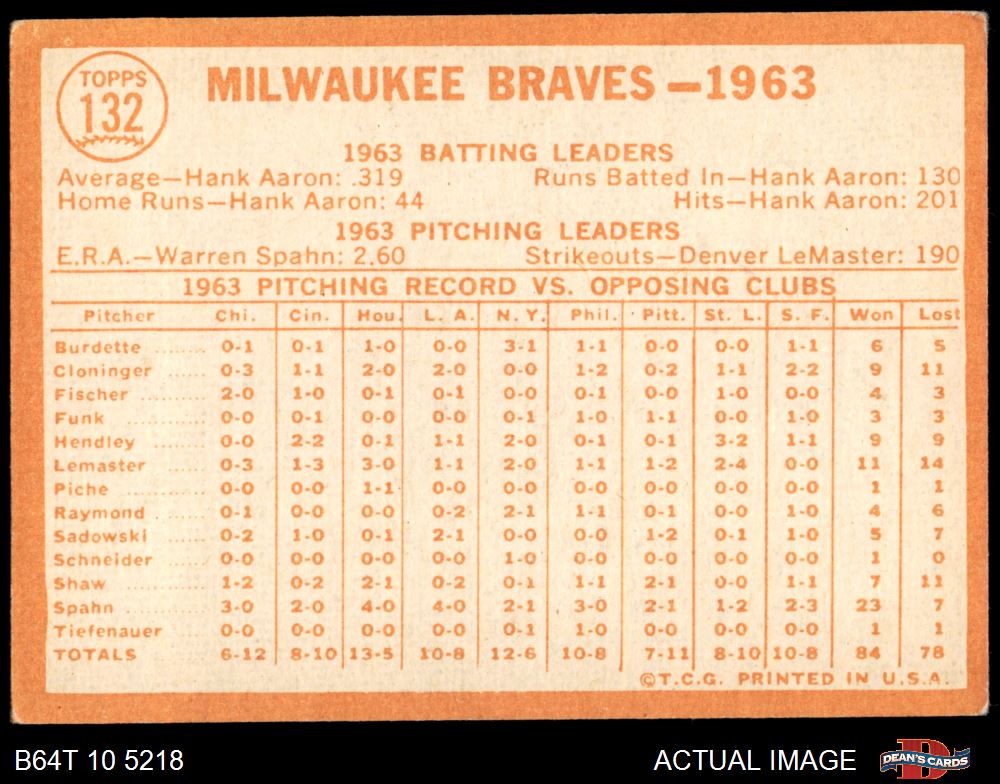 TOPPS
132
MILWAUKEE BRAVES—1963
1963 BATTING LEADERS
Average—Hank Aaron: .319 Runs Batted In—Hank Aaron: 130
Home Runs—Hank Aaron: 44 Hits—Hank Aaron: 201
1963 PITCHING LEADERS
E.R.A.—Warren Spahn: 2.60 Strikeouts—Denver LeMaster: 190
1963 PITCHING RECORD VS. OPPOSING CLUBS
Pitcher Chi. Cin. Hou. L. A. N. Y. Phil. Pitt. St. L. S. F. Won Lost
Burdette ........ 0-1 0-1 1-0 0-0 3-1 1-1 0-0 0-0 1-1 6 5
Cloninger ...... 0-3 1-1 2-0 2-0 0-0 1-2 0-2 1-1 2-2 9 11
Fischer .......... 2-0 1-0 0-1 0-1 0-0 0-1 0-0 1-0 0-0 4 3
Funk .............. 0-0 0-1 0-0 0-0 0-1 1-0 1-1 0-0 1-0 3 3
Hendley ........ 0-0 2-2 0-1 1-1 2-0 0-1 0-1 3-2 1-1 9 9
Lemaster ...... 0-3 1-3 3-0 1-1 2-0 1-1 1-2 2-4 0-0 11 14
Piche ............ 0-0 0-0 1-1 0-0 0-0 0-0 0-0 0-0 0-0 1 1
Raymond ...... 0-1 0-0 0-0 0-2 2-1 1-1 0-1 0-0 1-0 4 6
Sadowski ...... 0-2 1-0 0-1 2-1 0-0 0-0 1-2 0-1 1-0 5 7
Schneider ...... 0-0 0-0 0-0 0-0 1-0 0-0 0-0 0-0 0-0 1 0
Shaw ............ 1-2 0-2 2-1 0-2 0-1 1-1 2-1 0-0 1-1 7 11
Spahn ............ 3-0 2-0 4-0 4-0 2-1 3-0 2-1 1-2 2-3 23 7
Tiefenauer .... 0-0 0-0 0-0 0-0 0-1 1-0 0-0 0-0 0-0 1 1
TOTALS 6-12 8-10 13-5 10-8 12-6 10-8 7-11 8-10 10-8 84 78
©T.C.G. PRINTED IN U.S.A.
B64T 10 5218 ACTUAL IMAGE DEAN'S CARDS